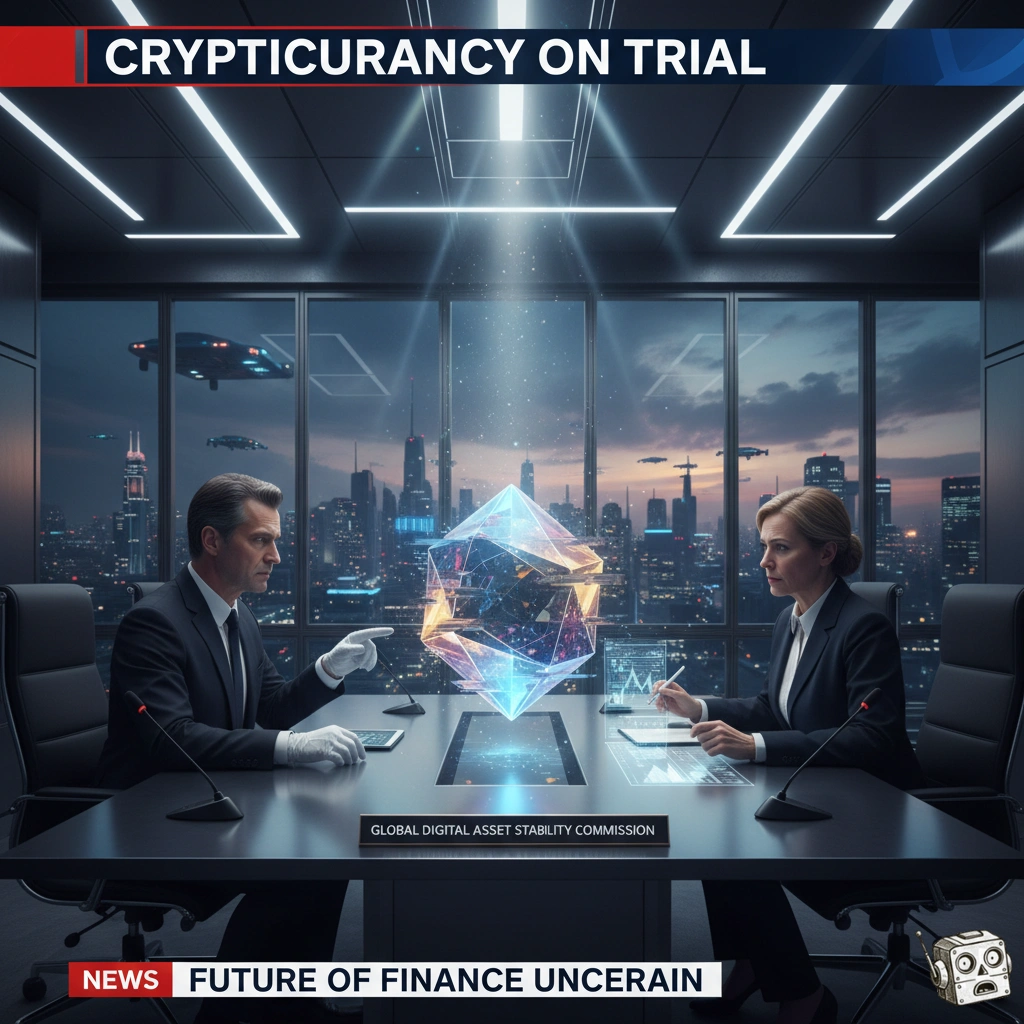 CRYPTICURANCY ON TRIAL
GLOBAL DIGITAL ASSET STABILITY COMMISSION
NEWS FUTURE OF FINANCE UNCERAIN